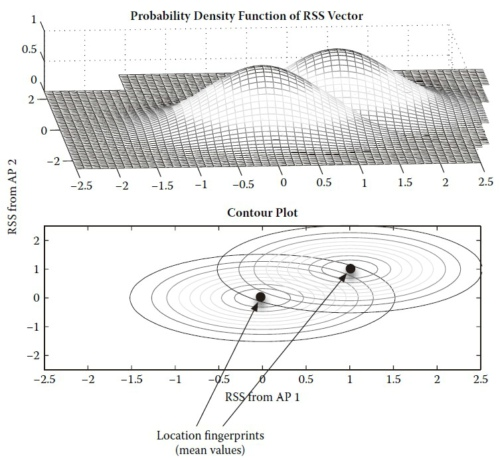 Probability Density Function of RSS Vector
1
0.5
0
2
0
−2
−2.5 −2 −1.5 −1 −0.5 0 0.5 1 1.5 2 2.5
RSS from AP 2
Contour Plot
2
1
0
−1
−2
−2.5 −2 −1.5 −1 −0.5 0 0.5 1 1.5 2 2.5
RSS from AP 1
Location fingerprints
(mean values)